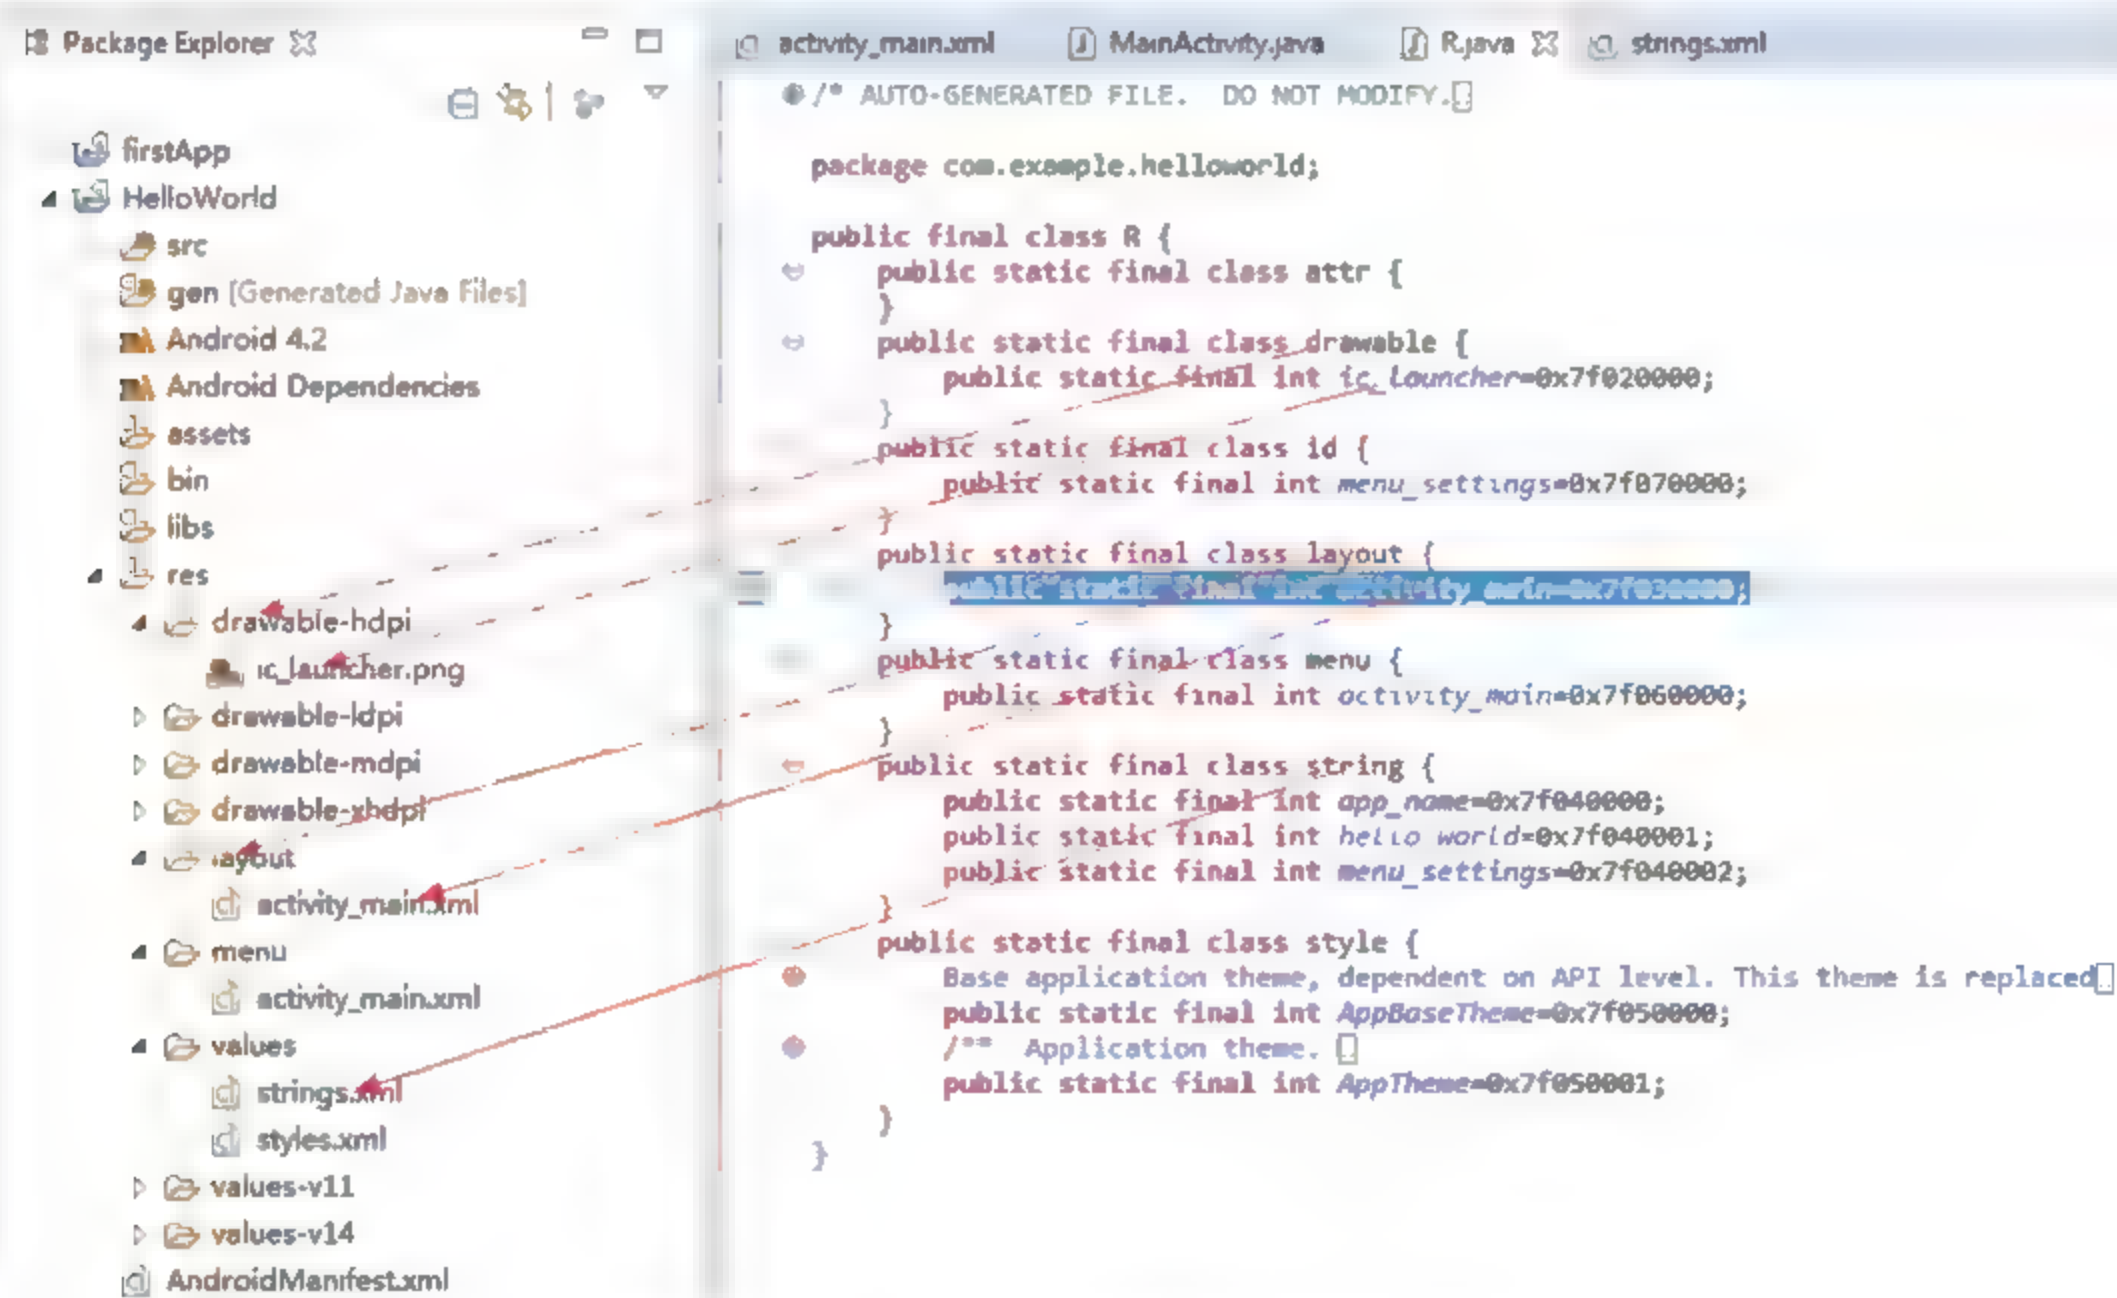 Package Explorer
firstApp
HelloWorld
src
gen [Generated Java Files]
Android 4.2
Android Dependencies
assets
bin
libs
res
drawable-hdpi
ic_launcher.png
drawable-ldpi
drawable-mdpi
drawable-xhdpi
layout
activity_main.xml
menu
activity_main.xml
values
strings.xml
styles.xml
values-v11
values-v14
AndroidManifest.xml
activity_main.xml MainActivity.java R.java strings.xml
/* AUTO-GENERATED FILE. DO NOT MODIFY.
package com.example.helloworld;
public final class R {
public static final class attr {
}
public static final class drawable {
public static final int ic_launcher=0x7f020000;
}
public static final class id {
public static final int menu_settings=0x7f070000;
}
public static final class layout {
public static final int activity_main=0x7f030000;
}
public static final class menu {
public static final int activity_main=0x7f060000;
}
public static final class string {
public static final int app_name=0x7f040000;
public static final int hello_world=0x7f040001;
public static final int menu_settings=0x7f040002;
}
public static final class style {
Base application theme, dependent on API level. This theme is replaced
public static final int AppBaseTheme=0x7f050000;
/** Application theme.
public static final int AppTheme=0x7f050001;
}
}